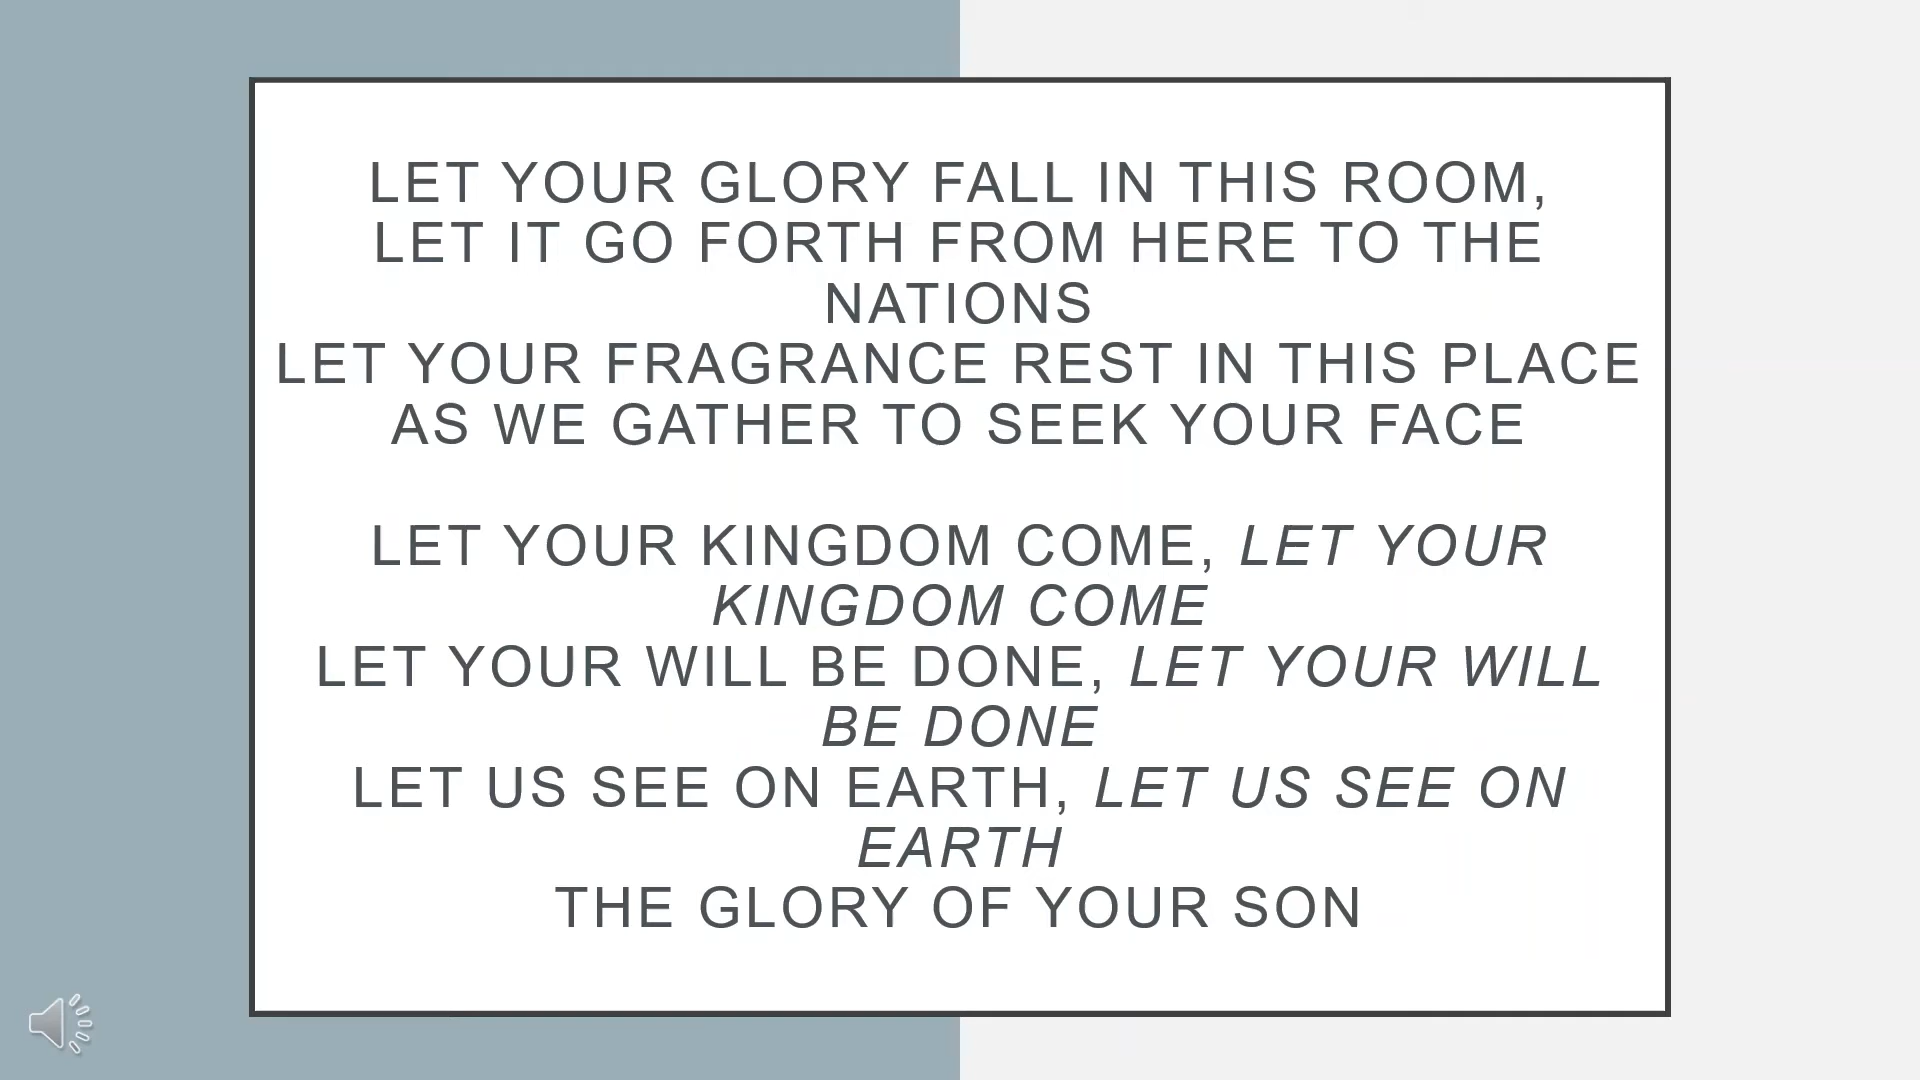 LET YOUR GLORY FALL IN THIS ROOM,
LET IT GO FORTH FROM HERE TO THE
NATIONS
LET YOUR FRAGRANCE REST IN THIS PLACE
AS WE GATHER TO SEEK YOUR FACE
LET YOUR KINGDOM COME, LET YOUR
KINGDOM COME
LET YOUR WILL BE DONE, LET YOUR WILL
BE DONE
LET US SEE ON EARTH, LET US SEE ON
EARTH
THE GLORY OF YOUR SON